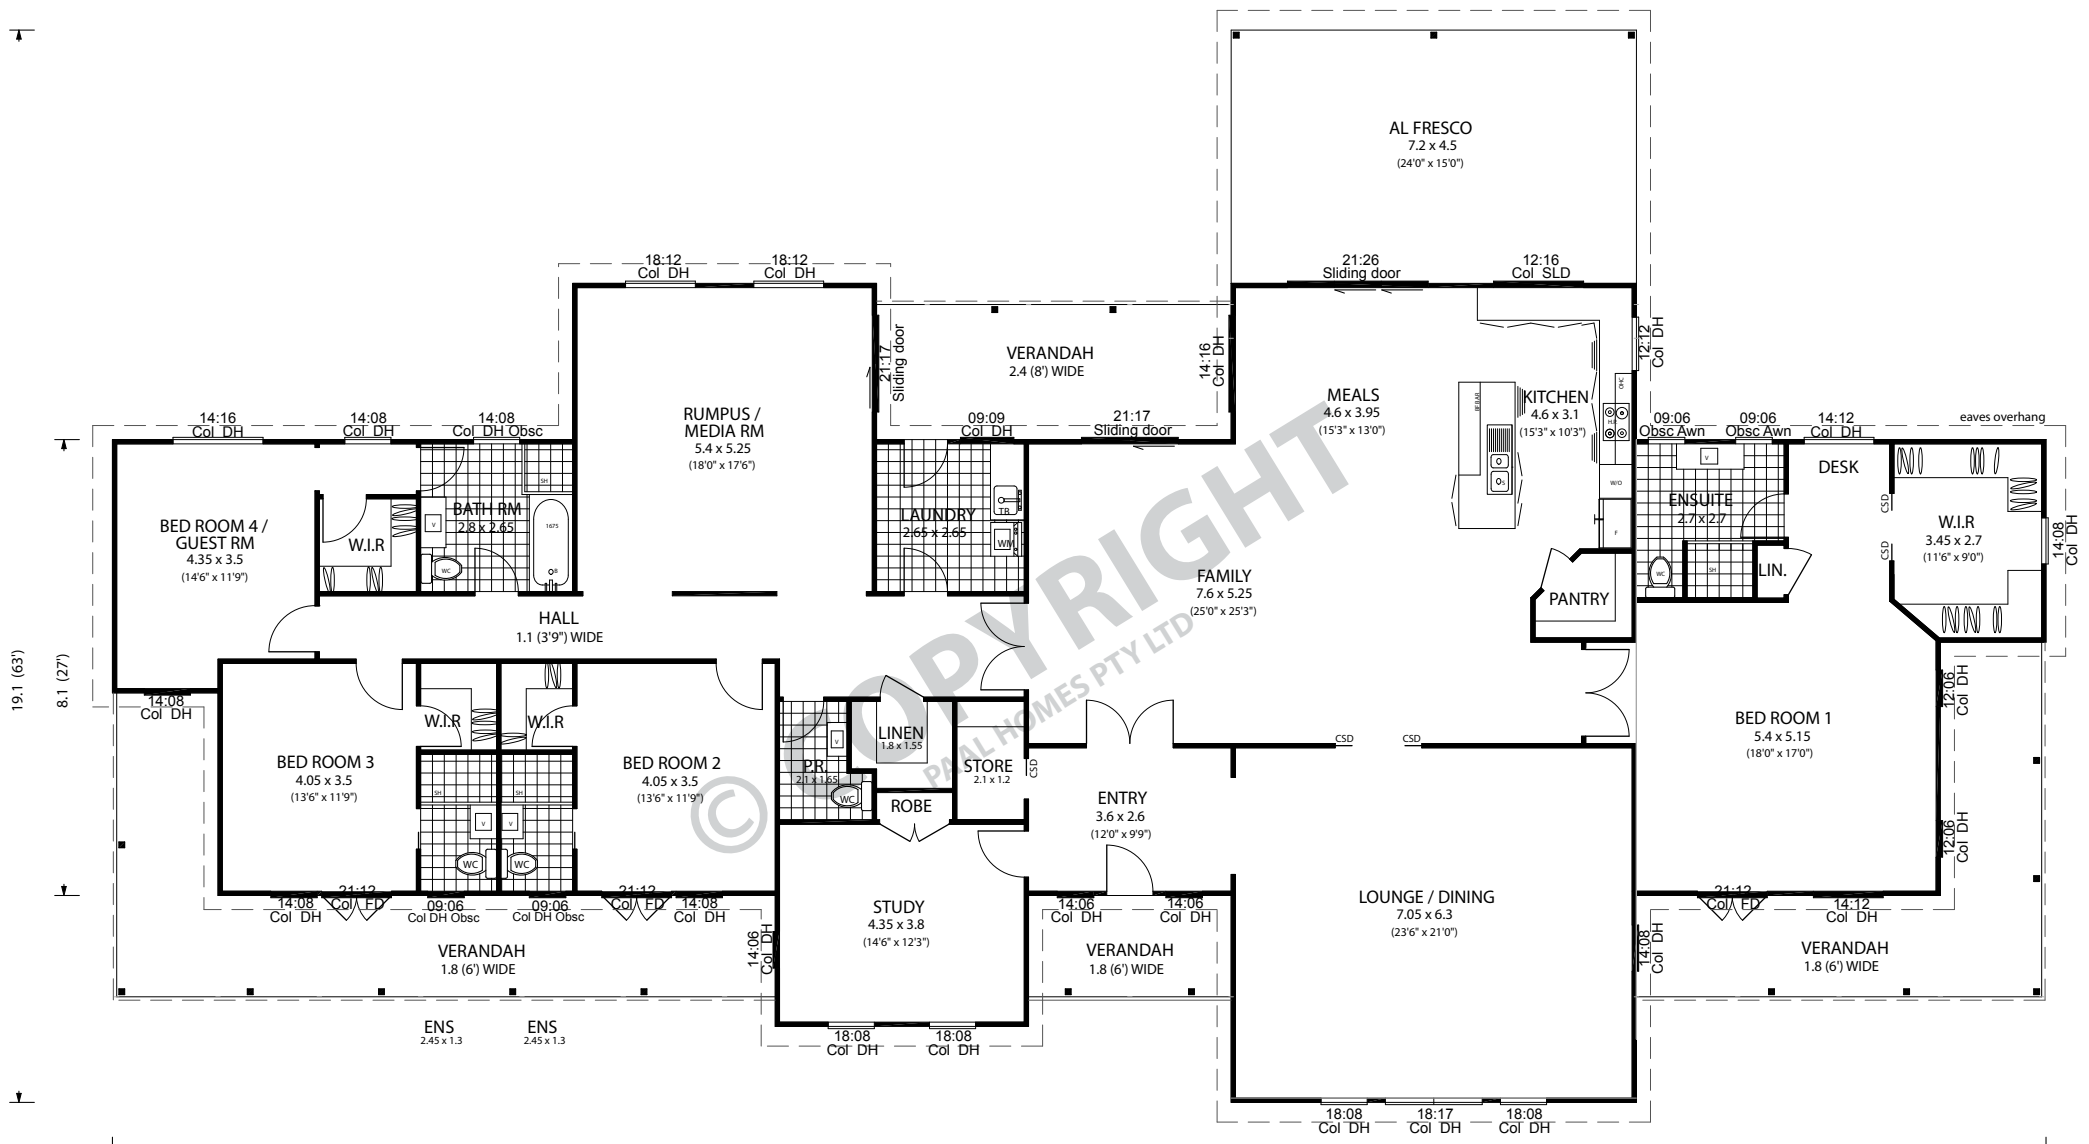 AL FRESCO
7.2 x 4.5
(24'0" x 15'0")
18:12
Col DH
18:12
Col DH
21:26
Sliding door
12:16
Col SLD
21:17
Sliding door
VERANDAH
2.4 (8') WIDE
14:16
Col DH
12:12
Col DH
RUMPUS /
MEDIA RM
5.4 x 5.25
(18'0" x 17'6")
MEALS
4.6 x 3.95
(15'3" x 13'0")
KITCHEN
4.6 x 3.1
(15'3" x 10'3")
OHC
W/O
F
14:16
Col DH
14:08
Col DH
14:08
Col DH Obsc
09:09
Col DH
21:17
Sliding door
09:06
Obsc Awn
09:06
Obsc Awn
14:12
Col DH
eaves overhang
BED ROOM 4 /
GUEST RM
4.35 x 3.5
(14'6" x 11'9")
W.I.R
BATH RM
2.8 x 2.65
SH
1675
V
WC
B
LAUNDRY
2.65 x 2.65
TR
WM
ENSUITE
2.7 x 2.7
V
WC
SH
LIN.
DESK
CSD
CSD
W.I.R
3.45 x 2.7
(11'6" x 9'0")
14:08
Col DH
FAMILY
7.6 x 5.25
(25'0" x 25'3")
PANTRY
HALL
1.1 (3'9") WIDE
19.1 (63')
8.1 (27')
14:08
Col DH
BED ROOM 3
4.05 x 3.5
(13'6" x 11'9")
W.I.R
W.I.R
SH
SH
V
V
WC
WC
BED ROOM 2
4.05 x 3.5
(13'6" x 11'9")
P.R.
2.1 x 1.65
V
WC
LINEN
1.8 x 1.55
STORE
2.1 x 1.2
CSD
ROBE
ENTRY
3.6 x 2.6
(12'0" x 9'9")
CSD
CSD
BED ROOM 1
5.4 x 5.15
(18'0" x 17'0")
12:06
Col DH
12:06
Col DH
© COPYRIGHT
PAAL HOMES PTY LTD
14:08
Col DH
21:12
Col FD
09:06
Col DH Obsc
09:06
Col DH Obsc
21:12
Col FD
14:08
Col DH
VERANDAH
1.8 (6') WIDE
14:06
Col DH
STUDY
4.35 x 3.8
(14'6" x 12'3")
14:06
Col DH
14:06
Col DH
VERANDAH
1.8 (6') WIDE
LOUNGE / DINING
7.05 x 6.3
(23'6" x 21'0")
14:08
Col DH
21:12
Col FD
14:12
Col DH
VERANDAH
1.8 (6') WIDE
ENS
2.45 x 1.3
ENS
2.45 x 1.3
18:08
Col DH
18:08
Col DH
18:08
Col DH
18:17
Col DH
18:08
Col DH